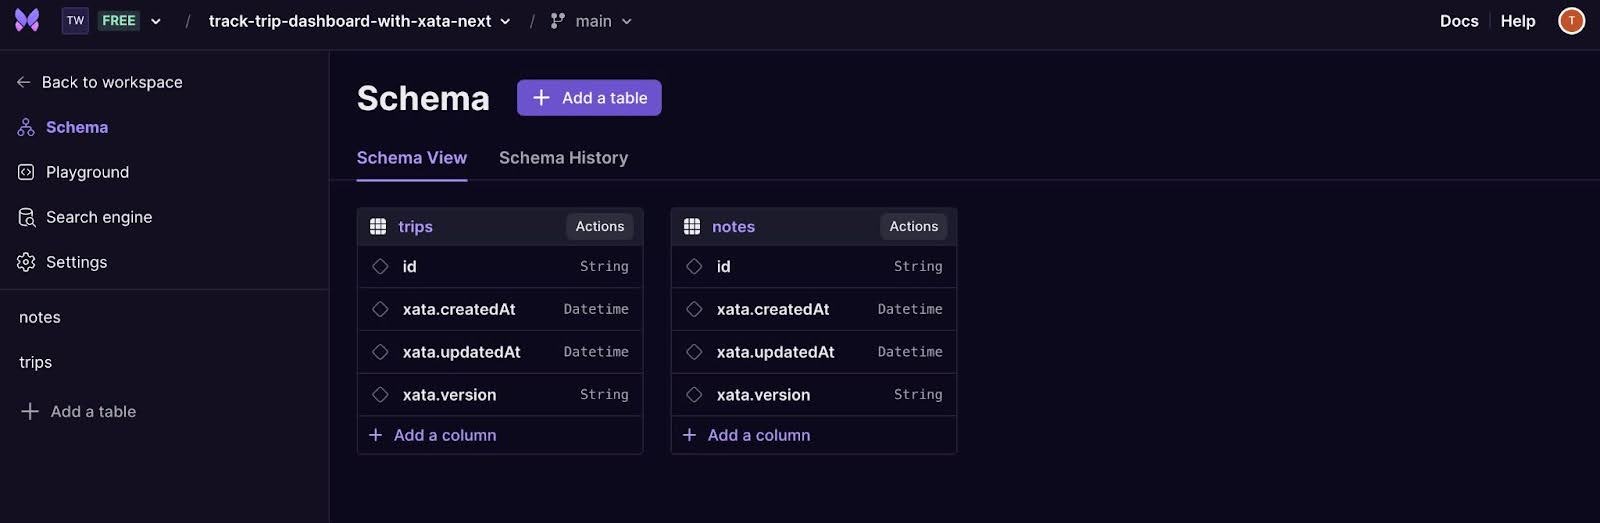 TW FREE / track-trip-dashboard-with-xata-next / main Docs Help T
Back to workspace
Schema
Playground
Search engine
Settings
notes
trips
Add a table
Schema + Add a table
Schema View Schema History
trips Actions
id String
xata.createdAt Datetime
xata.updatedAt Datetime
xata.version String
+ Add a column
notes Actions
id String
xata.createdAt Datetime
xata.updatedAt Datetime
xata.version String
+ Add a column